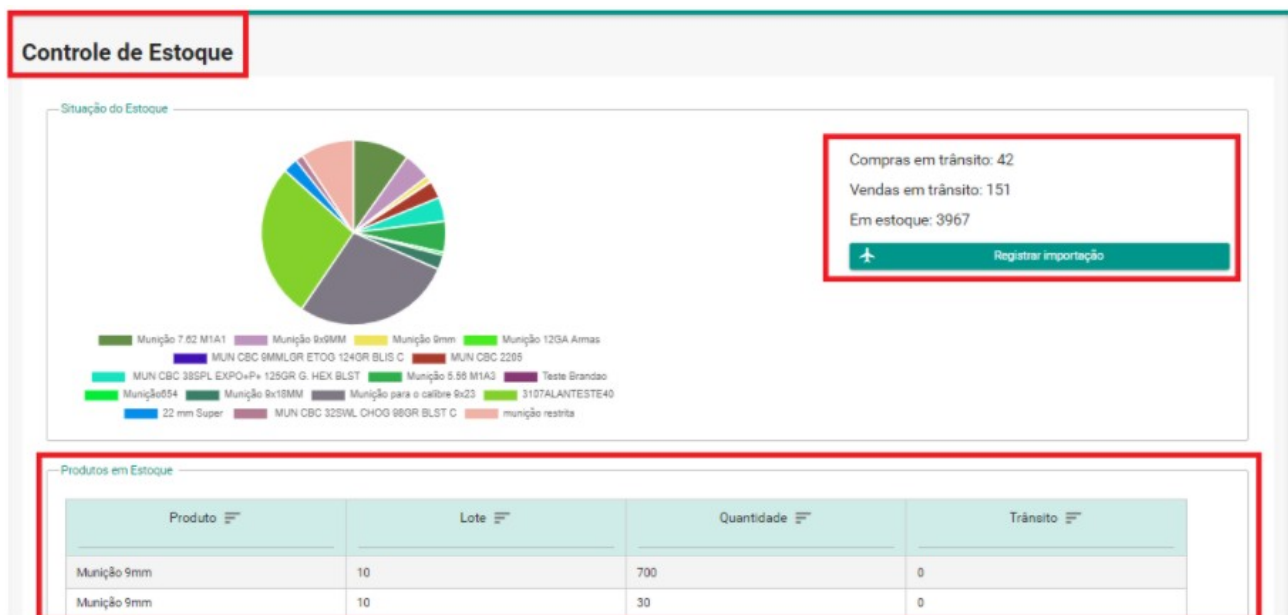 Controle de Estoque
Situação do Estoque
Compras em trânsito: 42
Vendas em trânsito: 151
Em estoque: 3967
Registrar importação
Munição 7.62 M1A1 Munição 9x9MM Munição 9mm Munição 12GA Armas
MUN CBC 9MMLGR ETOG 124GR BLIS C MUN CBC 2205
MUN CBC 38SPL EXPO+P+ 125GR G. HEX BLST Munição 5.56 M1A3 Teste Brandao
Munição654 Munição 9x18MM Munição para o calibre 9x23 3107ALANTESTE40
22 mm Super MUN CBC 32SWL CHOG 98GR BLST C munição restrita
Produtos em Estoque
Produto Lote Quantidade Trânsito
Munição 9mm 10 700 0
Munição 9mm 10 30 0